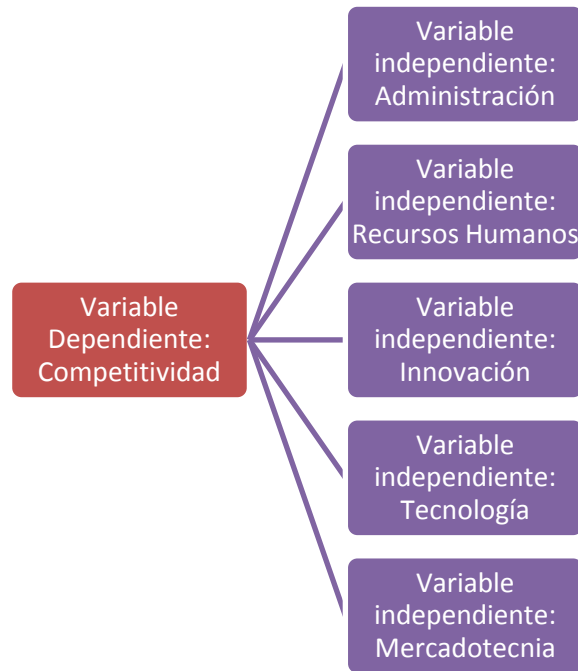 Variable
Dependiente:
Competitividad
Variable
independiente:
Administración
Variable
independiente:
Recursos Humanos
Variable
independiente:
Innovación
Variable
independiente:
Tecnología
Variable
independiente:
Mercadotecnia